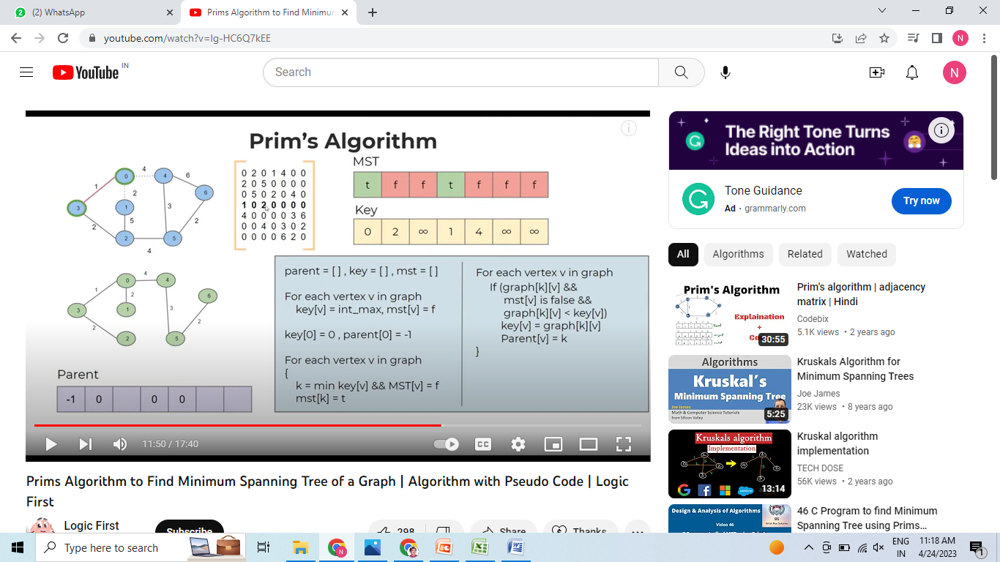 (2) WhatsApp
Prims Algorithm to Find Minimun
youtube.com/watch?v=Ig-HC6Q7kEE
N
YouTube IN
Search
N
Prim's Algorithm
0 2 0 1 4 0 0
2 0 5 0 0 0 0
0 5 0 2 0 4 0
1 0 2 0 0 0 0
4 0 0 0 0 3 6
0 0 4 0 3 0 2
0 0 0 0 6 2 0
MST
t f f t f f f
Key
0 2 ∞ 1 4 ∞ ∞
0 4 6 3 1 2 5
4 6 1 2 5 3 2 2 4
0 4 6 3 1 2 5
4 1 2 3 2 2
Parent
-1 0 0 0
parent = [ ] , key = [ ] , mst = [ ]
For each vertex v in graph
key[v] = int_max, mst[v] = f
key[0] = 0 , parent[0] = -1
For each vertex v in graph
{
k = min key[v] && MST[v] = f
mst[k] = t
For each vertex v in graph
If (graph[k][v] &&
mst[v] is false &&
graph[k][v] < key[v])
key[v] = graph[k][v]
Parent[v] = k
}
11:50 / 17:40
CC
Prims Algorithm to Find Minimum Spanning Tree of a Graph | Algorithm with Pseudo Code | Logic
First
Logic First
Subscribe
298
Share
Thanks
The Right Tone Turns
Ideas into Action
Tone Guidance
Ad · grammarly.com
Try now
All
Algorithms
Related
Watched
Prim's Algorithm
Explaination
+
30:55
Prim's algorithm | adjacency
matrix | Hindi
Codebix
5.1K views • 2 years ago
Algorithms
Kruskal's
Minimum Spanning Tree
Joe James
Math & Computer Science Tutorials
from Silicon Valley
5:25
Kruskals Algorithm for
Minimum Spanning Trees
Joe James
23K views • 8 years ago
Kruskals algorithm
Implementation
13:14
Kruskal algorithm
implementation
TECH DOSE
56K views • 2 years ago
Design & Analysis of Algorithms
Video 46
46 C Program to find Minimum
Spanning Tree using Prims...
Type here to search
ENG
IN
11:18 AM
4/24/2023
1